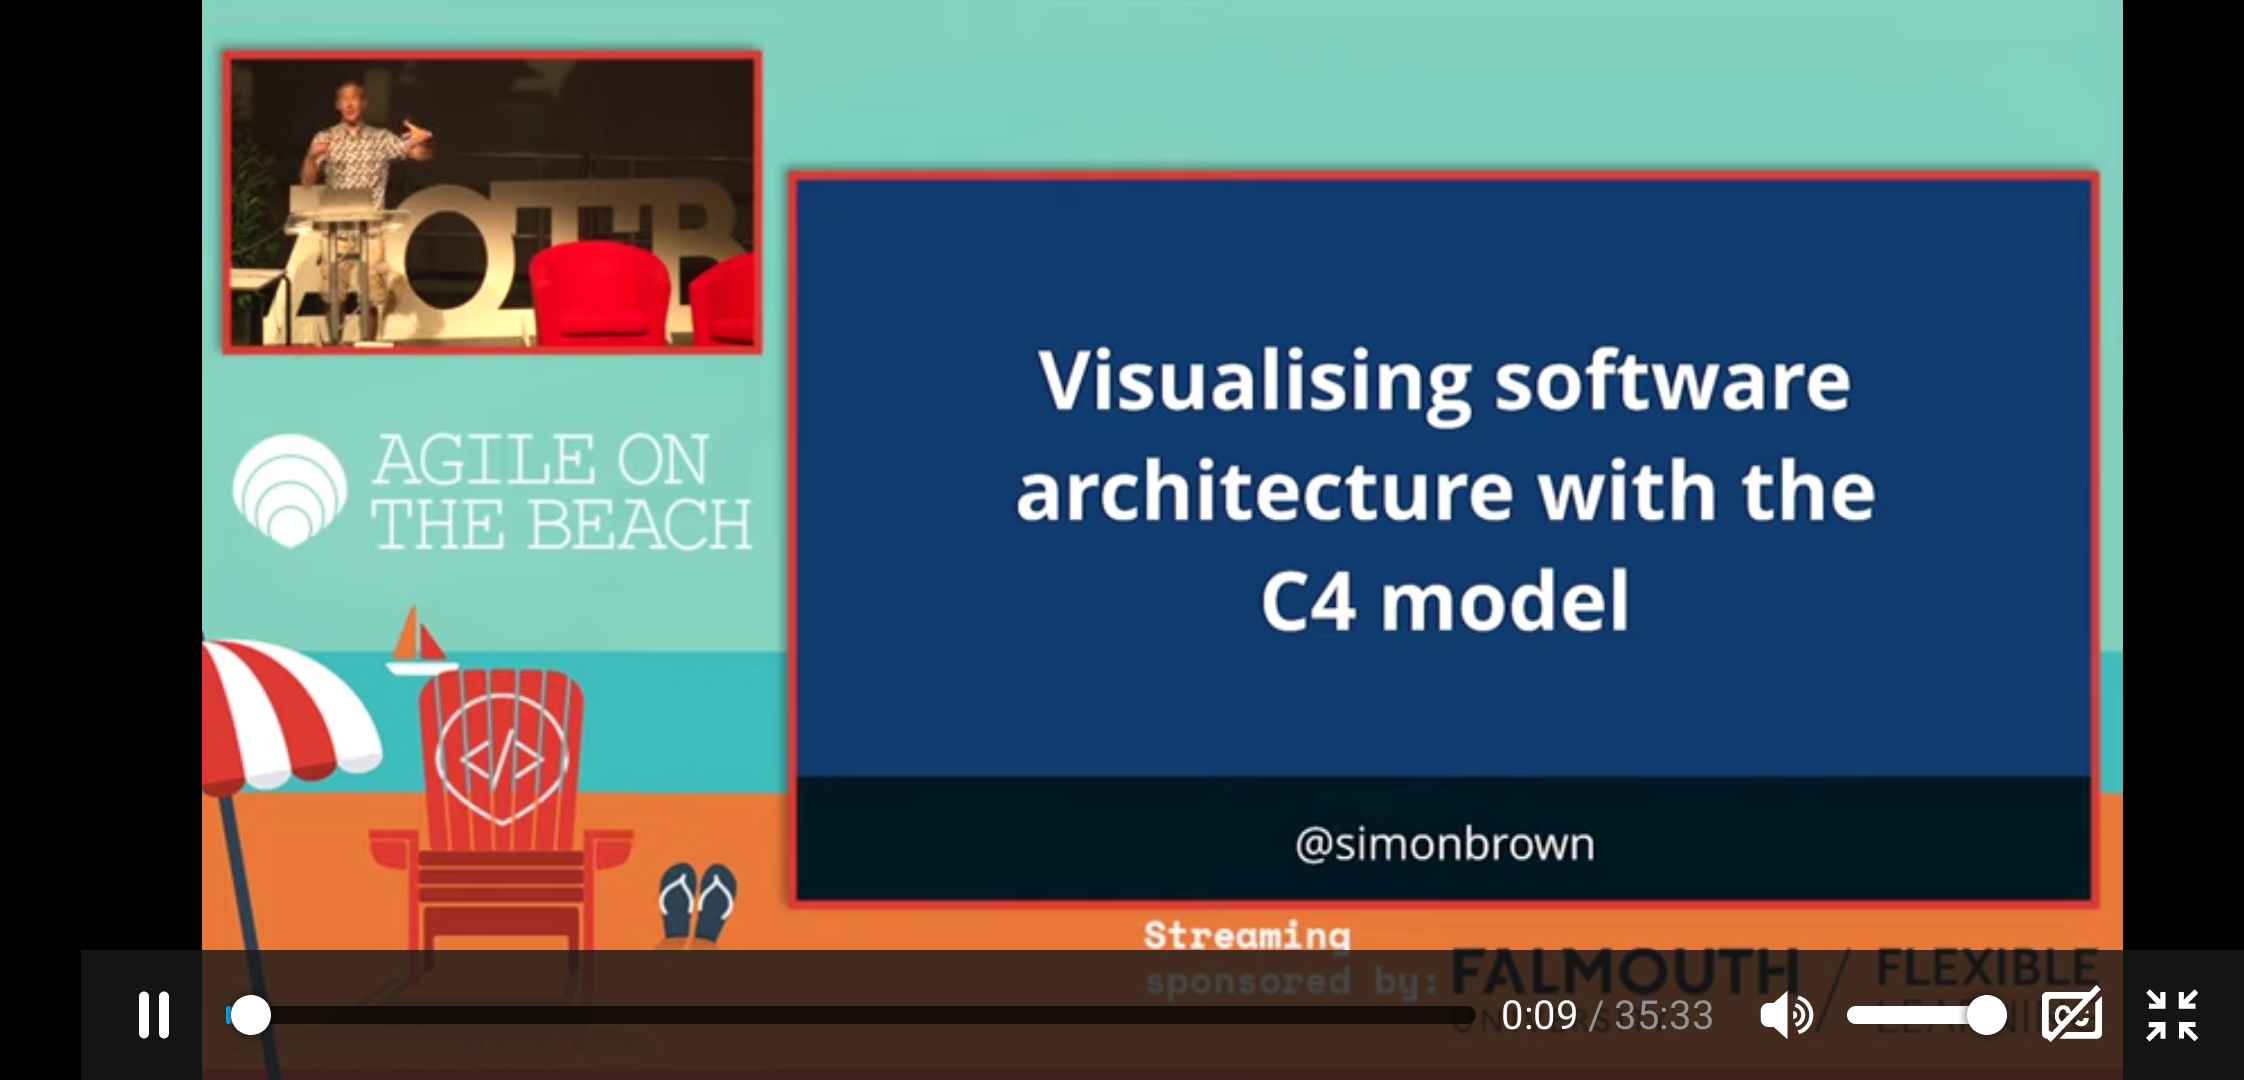 AOTB
AGILE ON
THE BEACH
</>
Visualising software
architecture with the
C4 model
@simonbrown
Streaming
sponsored by:
FALMOUTH / FLEXIBLE
0:09 / 35:33